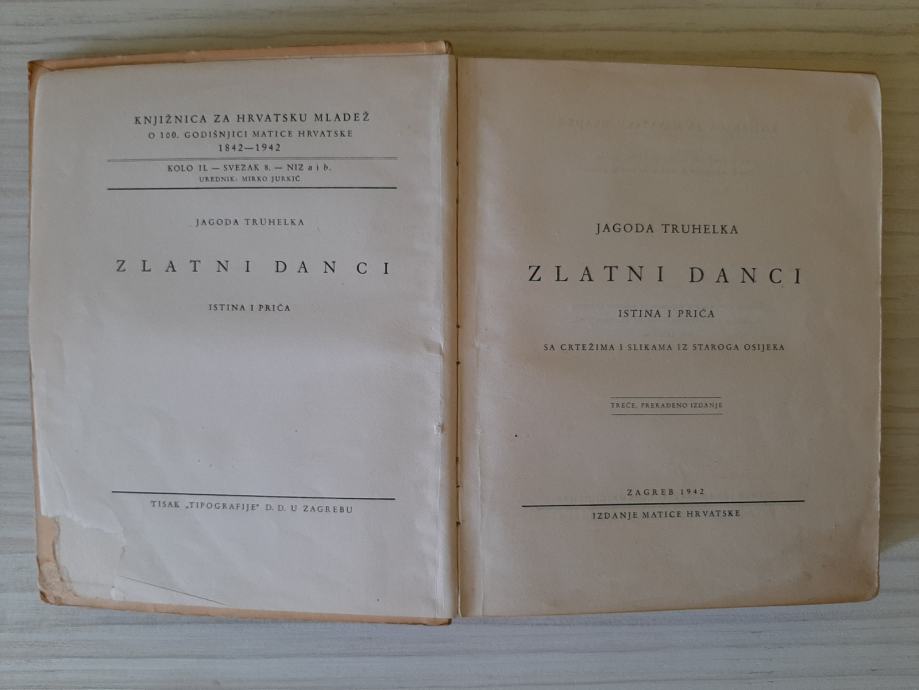 KNJIŽNICA ZA HRVATSKU MLADEŽ
O 100. GODIŠNJICI MATICE HRVATSKE
1842—1942
KOLO II. — SVEZAK 8. — NIZ a i b.
UREDNIK: MIRKO JURKIĆ
JAGODA TRUHELKA
ZLATNI DANCI
ISTINA I PRIČA
TISAK „TIPOGRAFIJE" D. D. U ZAGREBU
JAGODA TRUHELKA
ZLATNI DANCI
ISTINA I PRIČA
SA CRTEŽIMA I SLIKAMA IZ STAROGA OSIJEKA
TREĆE, PRERAĐENO IZDANJE
ZAGREB 1942
IZDANJE MATICE HRVATSKE